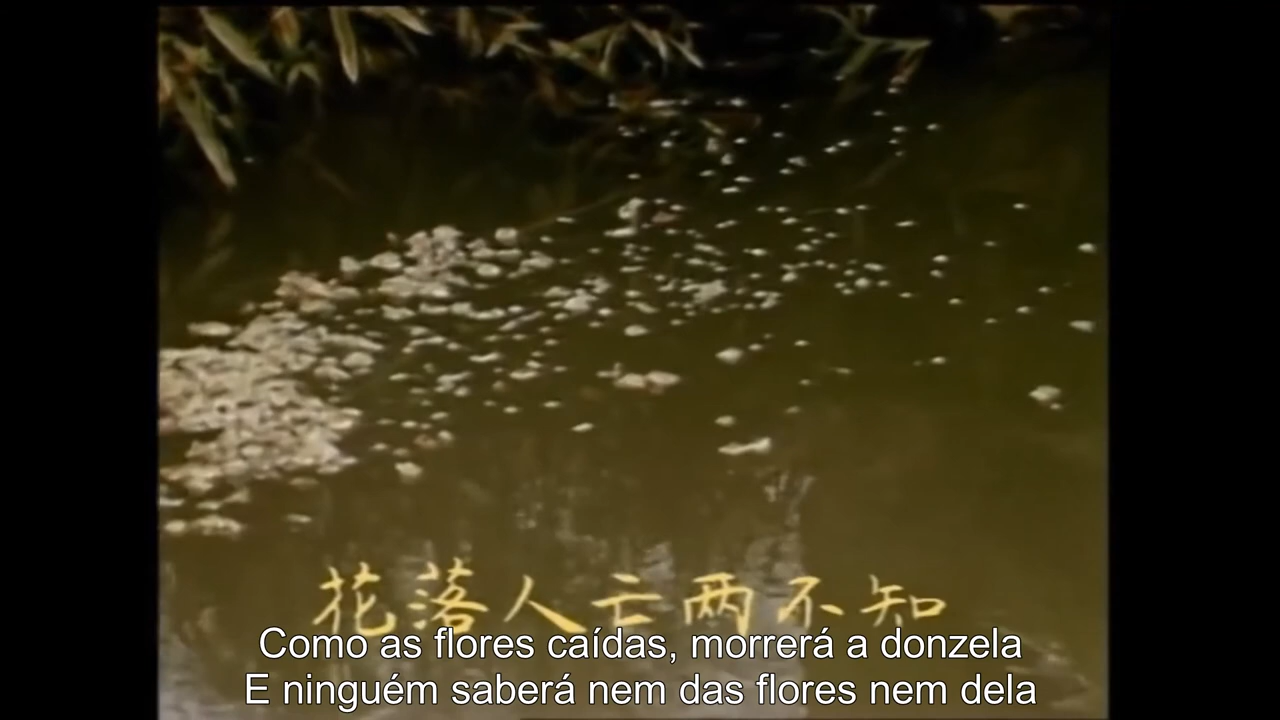 花落人亡两不知
Como as flores caídas, morrerá a donzela
E ninguém saberá nem das flores nem dela